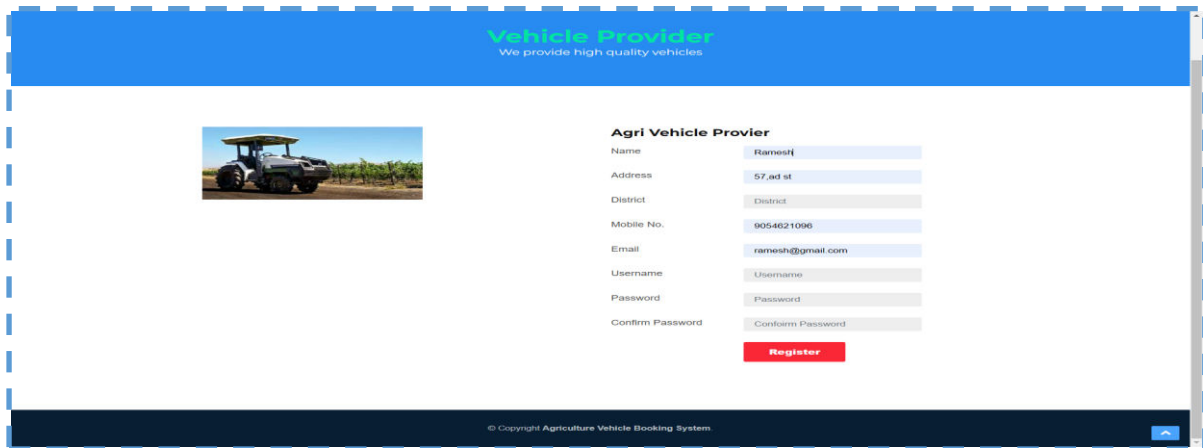 Vehicle Provider
We provide high quality vehicles
Agri Vehicle Provier
Name Ramesh
Address 57,ad st
District District
Mobile No. 9054621096
Email ramesh@gmail.com
Username Username
Password Password
Confirm Password Confoirm Password
Register
© Copyright Agriculture Vehicle Booking System.